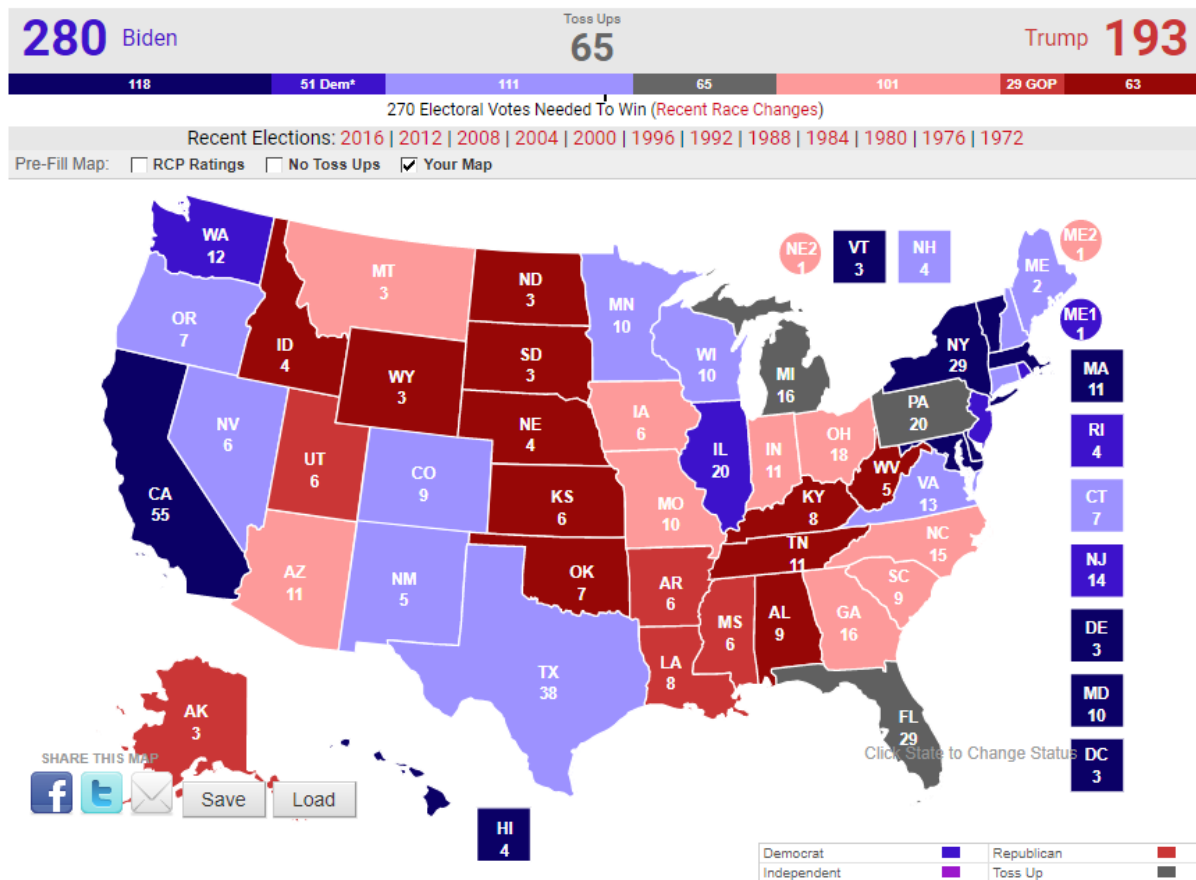 280 Biden
Toss Ups
65
Trump 193
118 51 Dem* 111 65 101 29 GOP 63
270 Electoral Votes Needed To Win (Recent Race Changes)
Recent Elections: 2016 | 2012 | 2008 | 2004 | 2000 | 1996 | 1992 | 1988 | 1984 | 1980 | 1976 | 1972
Pre-Fill Map: RCP Ratings No Toss Ups Your Map
WA
12
OR
7
CA
55
NV
6
ID
4
MT
3
WY
3
UT
6
AZ
11
CO
9
NM
5
ND
3
SD
3
NE
4
KS
6
OK
7
TX
38
MN
10
IA
6
MO
10
AR
6
LA
8
WI
10
IL
20
MI
16
IN
11
OH
18
KY
8
TN
11
MS
6
AL
9
GA
16
FL
29
SC
9
NC
15
VA
13
WV
5
PA
20
NY
29
ME
2
NE2
1
VT
3
NH
4
ME2
1
ME1
1
MA
11
RI
4
CT
7
NJ
14
DE
3
MD
10
DC
3
AK
3
HI
4
Click State to Change Status
SHARE THIS MAP
Save Load
Democrat Republican
Independent Toss Up